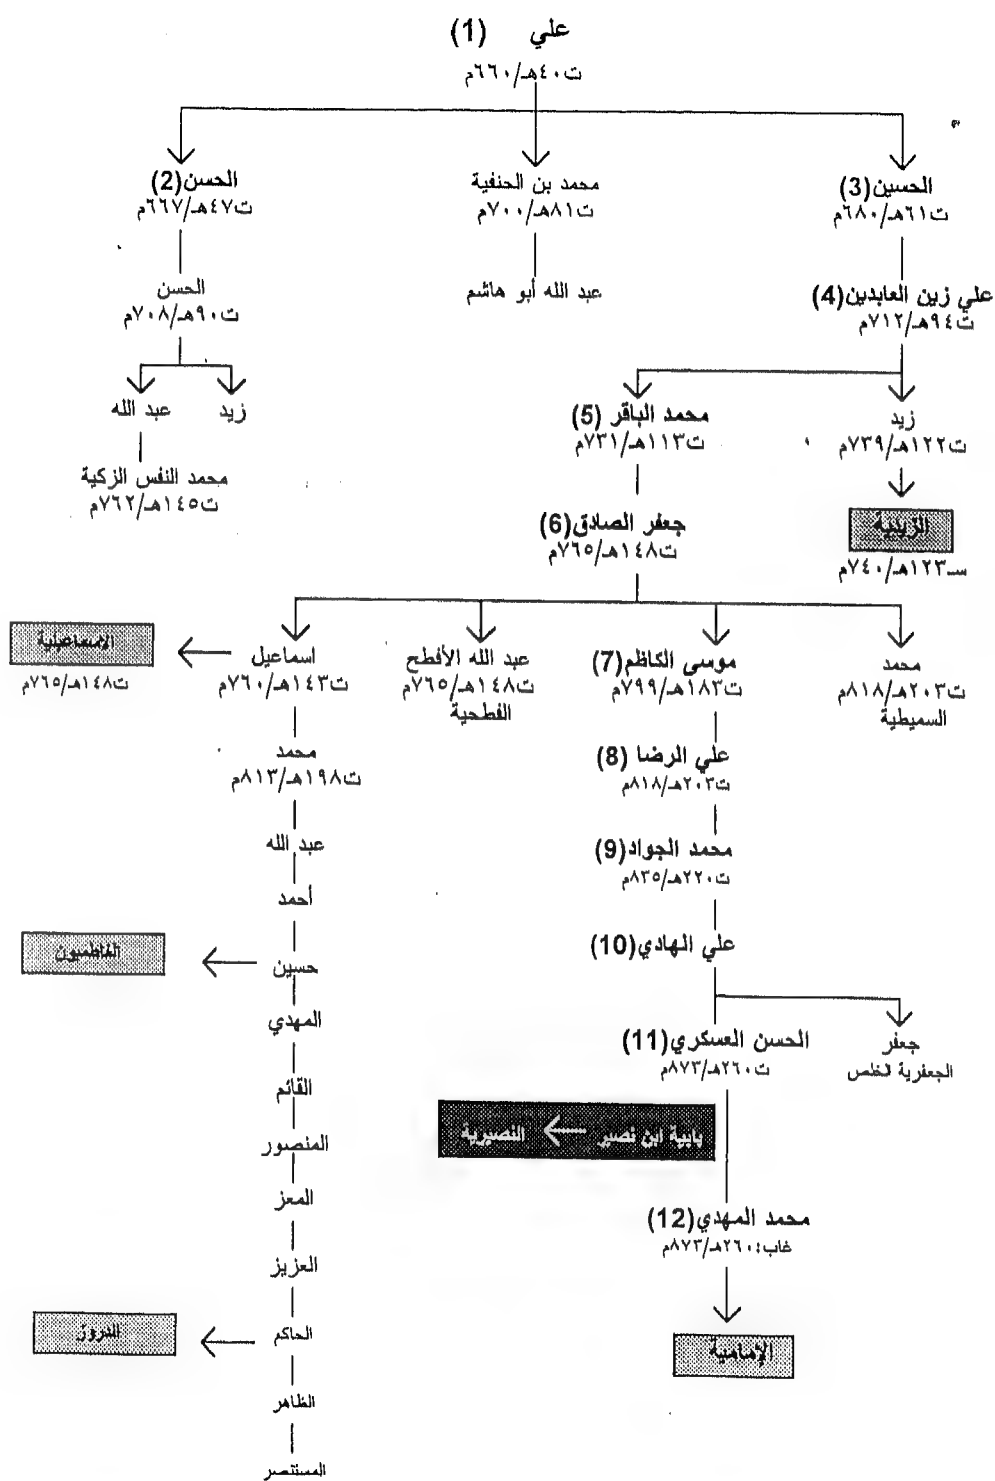 علي (1)
ت٤٠هـ/٦٦٠م
الحسين(3)
ت٦١هـ/٦٨٠م
محمد بن الحنفية
ت٨١هـ/٧٠٠م
الحسن(2)
ت٤٧هـ/٦٦٧م
علي زين العابدين(4)
ت٩٤هـ/٧١٢م
عبد الله أبو هاشم
الحسن
ت٩٠هـ/٧٠٨م
زيد
ت١٢٢هـ/٧٣٩م
محمد الباقر (5)
ت١١٣هـ/٧٣١م
زيد
عبد الله
محمد النفس الزكية
ت١٤٥هـ/٧٦٢م
الزيدية
سـ١٢٣هـ/٧٤٠م
جعفر الصادق(6)
ت١٤٨هـ/٧٦٥م
محمد
ت٢٠٣هـ/٨١٨م
السميطية
موسى الكاظم(7)
ت١٨٣هـ/٧٩٩م
عبد الله الأفطح
ت١٤٨هـ/٧٦٥م
الفطحية
اسماعيل
ت١٤٣هـ/٧٦٠م
الاسماعيلية
ت١٤٨هـ/٧٦٥م
علي الرضا (8)
ت٢٠٣هـ/٨١٨م
محمد
ت١٩٨هـ/٨١٣م
محمد الجواد(9)
ت٢٢٠هـ/٨٣٥م
عبد الله
أحمد
علي الهادي(10)
حسين
الفاطميون
المهدي
جعفر
الجعفرية الخلص
الحسن العسكري(11)
ت٢٦٠هـ/٨٧٣م
القائم
بابية ابن نصير
النصيرية
المنصور
المعز
محمد المهدي(12)
غاب:٢٦٠هـ/٨٧٣م
العزيز
الحاكم
الدروز
الإمامية
الظاهر
المستنصر